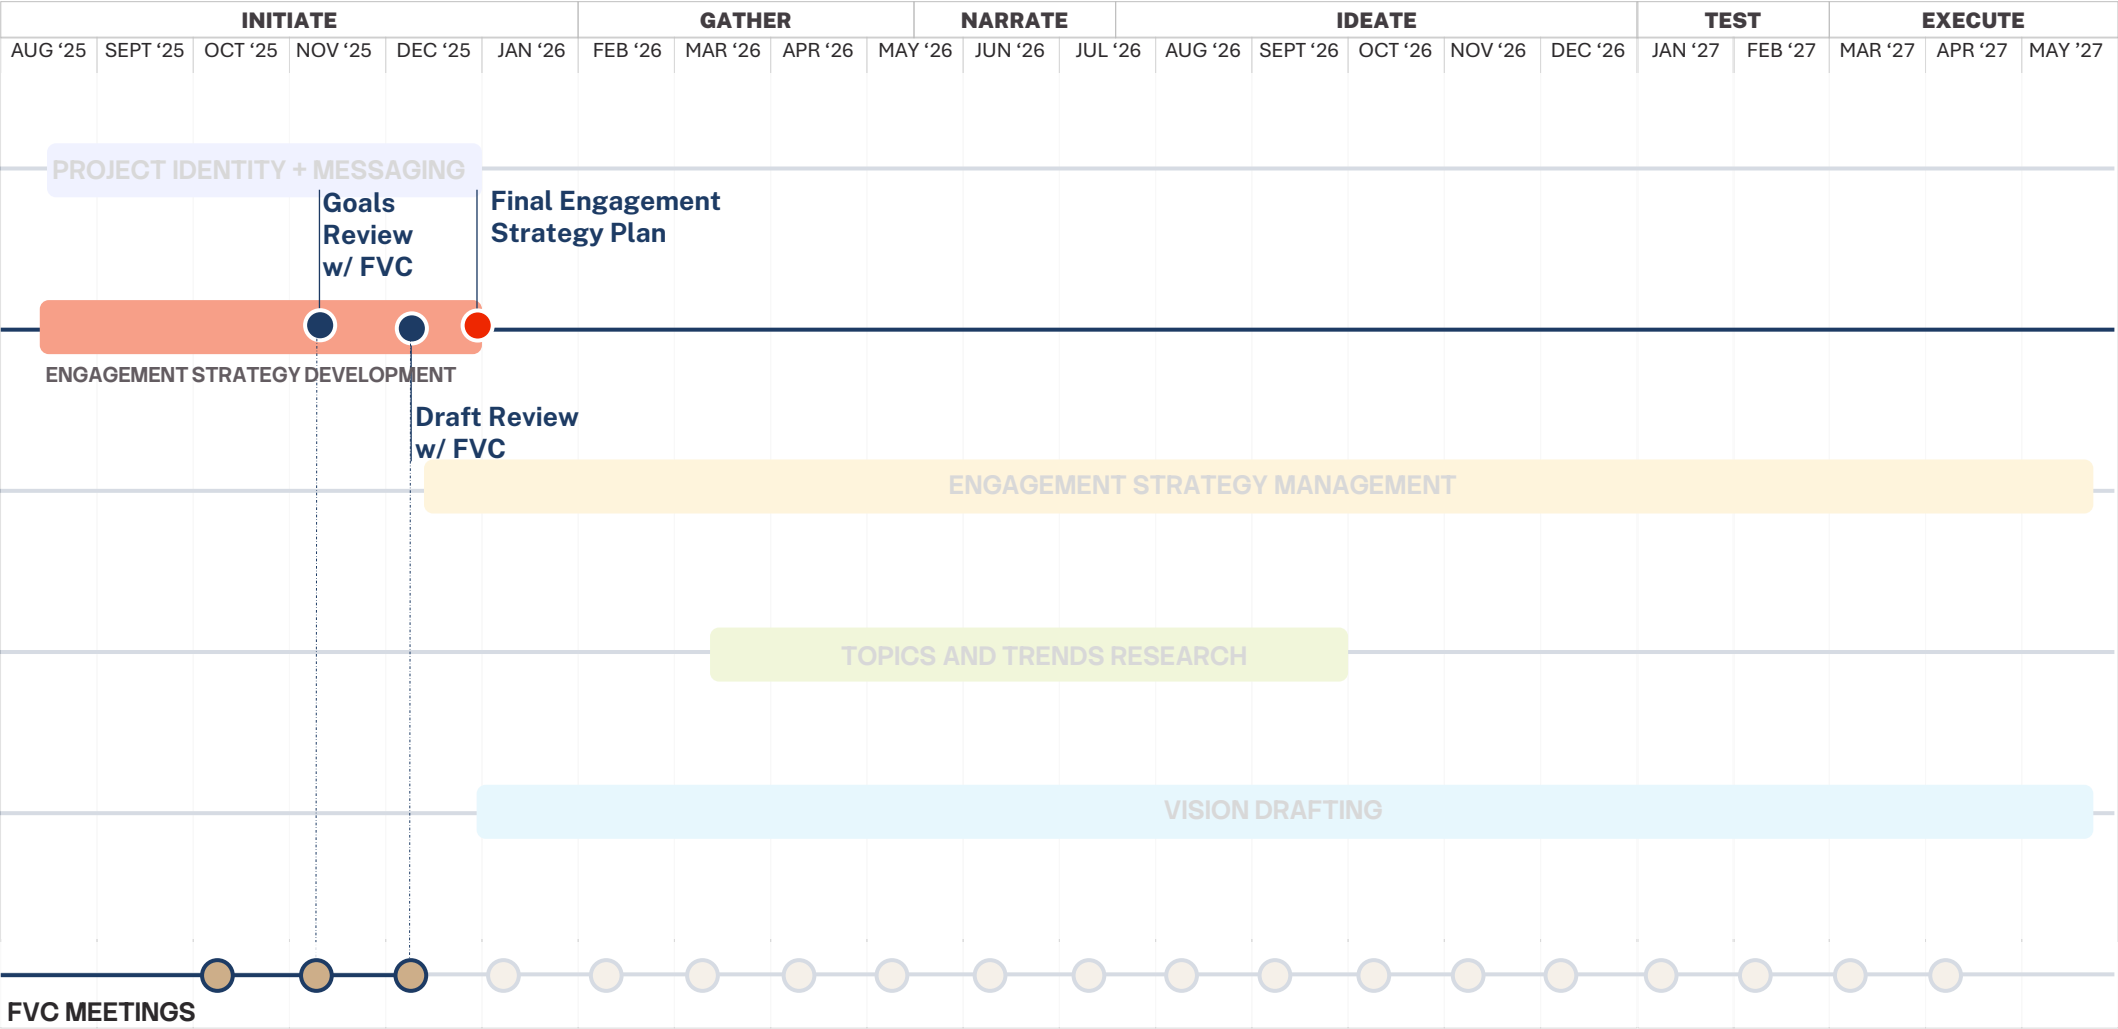 INITIATE GATHER NARRATE IDEATE TEST EXECUTE
AUG ‘25 SEPT ‘25 OCT ‘25 NOV ‘25 DEC ‘25 JAN ‘26 FEB ‘26 MAR ‘26 APR ‘26 MAY ‘26 JUN ‘26 JUL ‘26 AUG ‘26 SEPT ‘26 OCT ‘26 NOV ‘26 DEC ‘26 JAN ‘27 FEB ‘27 MAR ‘27 APR ‘27 MAY ‘27
PROJECT IDENTITY + MESSAGING
Goals
Review
w/ FVC
Final Engagement
Strategy Plan
ENGAGEMENT STRATEGY DEVELOPMENT
Draft Review
w/ FVC
ENGAGEMENT STRATEGY MANAGEMENT
TOPICS AND TRENDS RESEARCH
VISION DRAFTING
FVC MEETINGS